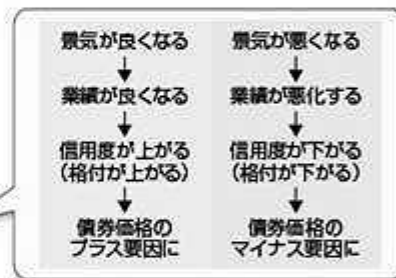 景気が良くなる
↓
業績が良くなる
↓
信用度が上がる
(格付が上がる)
↓
債券価格の
プラス要因に
景気が悪くなる
↓
業績が悪化する
↓
信用度が下がる
(格付が下がる)
↓
債券価格の
マイナス要因に